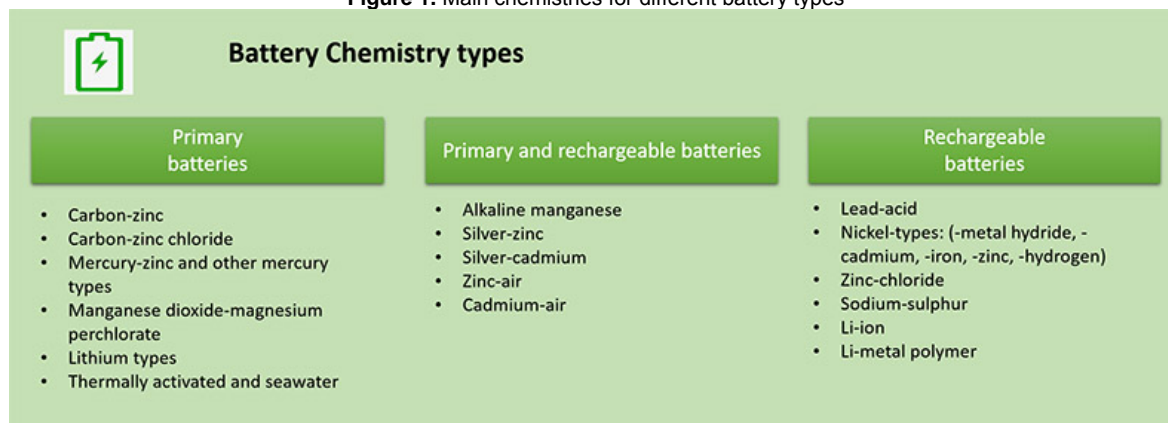 Figure 1. Main chemistries for different battery types
Battery Chemistry types
Primary
batteries
• Carbon-zinc
• Carbon-zinc chloride
• Mercury-zinc and other mercury
types
• Manganese dioxide-magnesium
perchlorate
• Lithium types
• Thermally activated and seawater
Primary and rechargeable batteries
• Alkaline manganese
• Silver-zinc
• Silver-cadmium
• Zinc-air
• Cadmium-air
Rechargeable
batteries
• Lead-acid
• Nickel-types: (-metal hydride, -
cadmium, -iron, -zinc, -hydrogen)
• Zinc-chloride
• Sodium-sulphur
• Li-ion
• Li-metal polymer